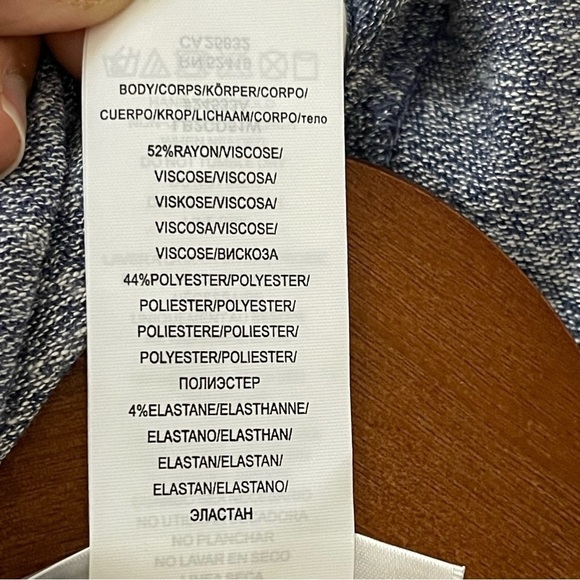 BODY/CORPS/KÖRPER/CORPO/
CUERPO/KROP/LICHAAM/CORPO/тело
52%RAYON/VISCOSE/
VISCOSE/VISCOSA/
VISKOSE/VISCOSA/
VISCOSA/VISCOSE/
VISCOSE/ВИСКОЗА
44%POLYESTER/POLYESTER/
POLIESTER/POLYESTER/
POLIESTERE/POLYESTER/
POLYESTER/POLYESTER/
ПОЛИЭСТЕР
4%ELASTANE/ELASTHANNE/
ELASTANO/ELASTHAN/
ELASTAN/ELASTAN/
ELASTAN/ELASTANO/
ЭЛАСТАН
NO PLANCHAR
NO LAVAR EN SECO